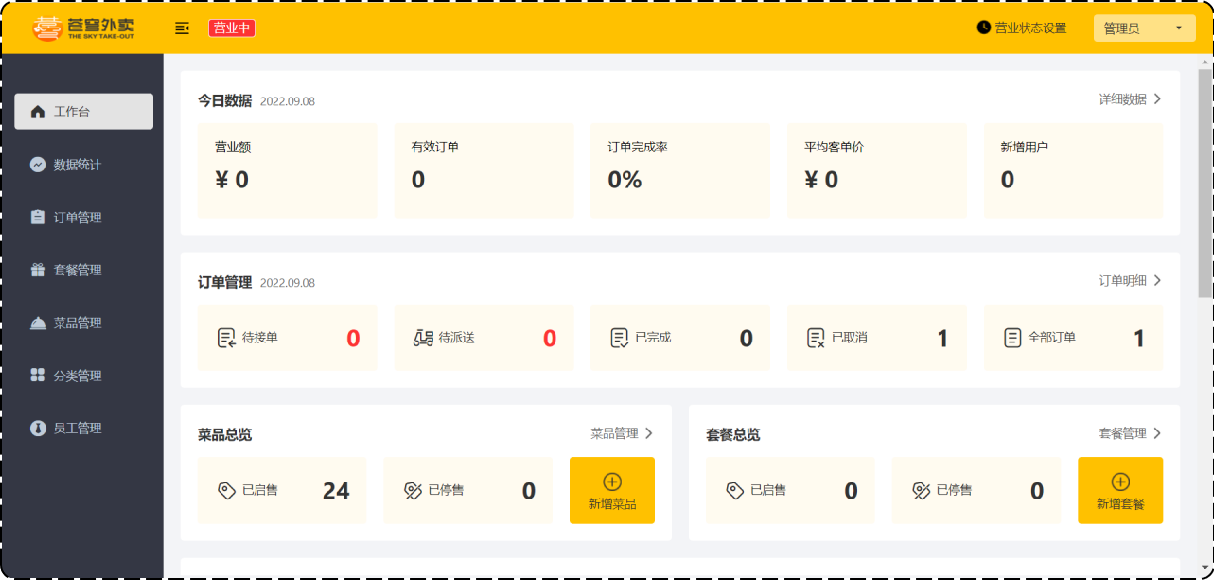 苍穹外卖
THE SKY TAKE-OUT
营业中
营业状态设置
管理员
工作台
数据统计
订单管理
套餐管理
菜品管理
分类管理
员工管理
今日数据 2022.09.08
详细数据
营业额
¥ 0
有效订单
0
订单完成率
0%
平均客单价
¥ 0
新增用户
0
订单管理 2022.09.08
订单明细
待接单 0
待派送 0
已完成 0
已取消 1
全部订单 1
菜品总览
菜品管理
已启售 24
已停售 0
新增菜品
套餐总览
套餐管理
已启售 0
已停售 0
新增套餐